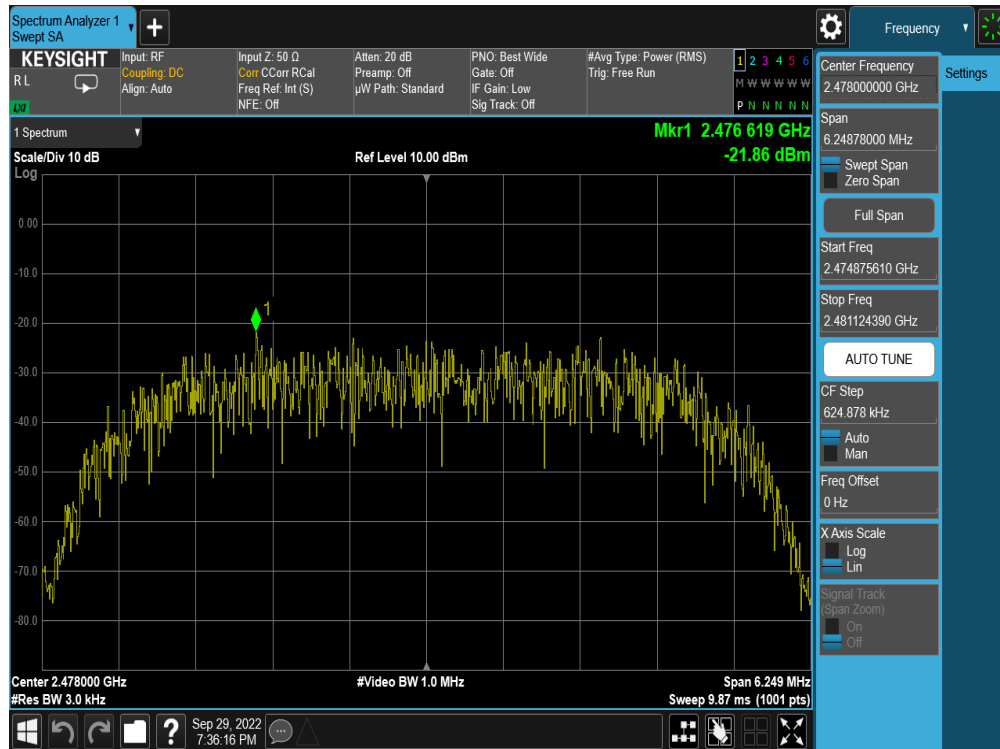 Spectrum Analyzer 1
Swept SA
+
Frequency
KEYSIGHT
R L
LXI
Input: RF
Coupling: DC
Align: Auto
Input Z: 50 Ω
Corr CCorr RCal
Freq Ref: Int (S)
NFE: Off
Atten: 20 dB
Preamp: Off
µW Path: Standard
PNO: Best Wide
Gate: Off
IF Gain: Low
Sig Track: Off
#Avg Type: Power (RMS)
Trig: Free Run
1 2 3 4 5 6
M W W W W W
P N N N N N
1 Spectrum
Scale/Div 10 dB
Log
Ref Level 10.00 dBm
Mkr1 2.476 619 GHz
-21.86 dBm
0.00
-10.0
-20.0
-30.0
-40.0
-50.0
-60.0
-70.0
-80.0
1
Center 2.478000 GHz
#Res BW 3.0 kHz
#Video BW 1.0 MHz
Span 6.249 MHz
Sweep 9.87 ms (1001 pts)
?
Sep 29, 2022
7:36:16 PM
Center Frequency
2.478000000 GHz
Span
6.24878000 MHz
Swept Span
Zero Span
Full Span
Start Freq
2.474875610 GHz
Stop Freq
2.481124390 GHz
AUTO TUNE
CF Step
624.878 kHz
Auto
Man
Freq Offset
0 Hz
X Axis Scale
Log
Lin
Signal Track
(Span Zoom)
On
Off
Settings